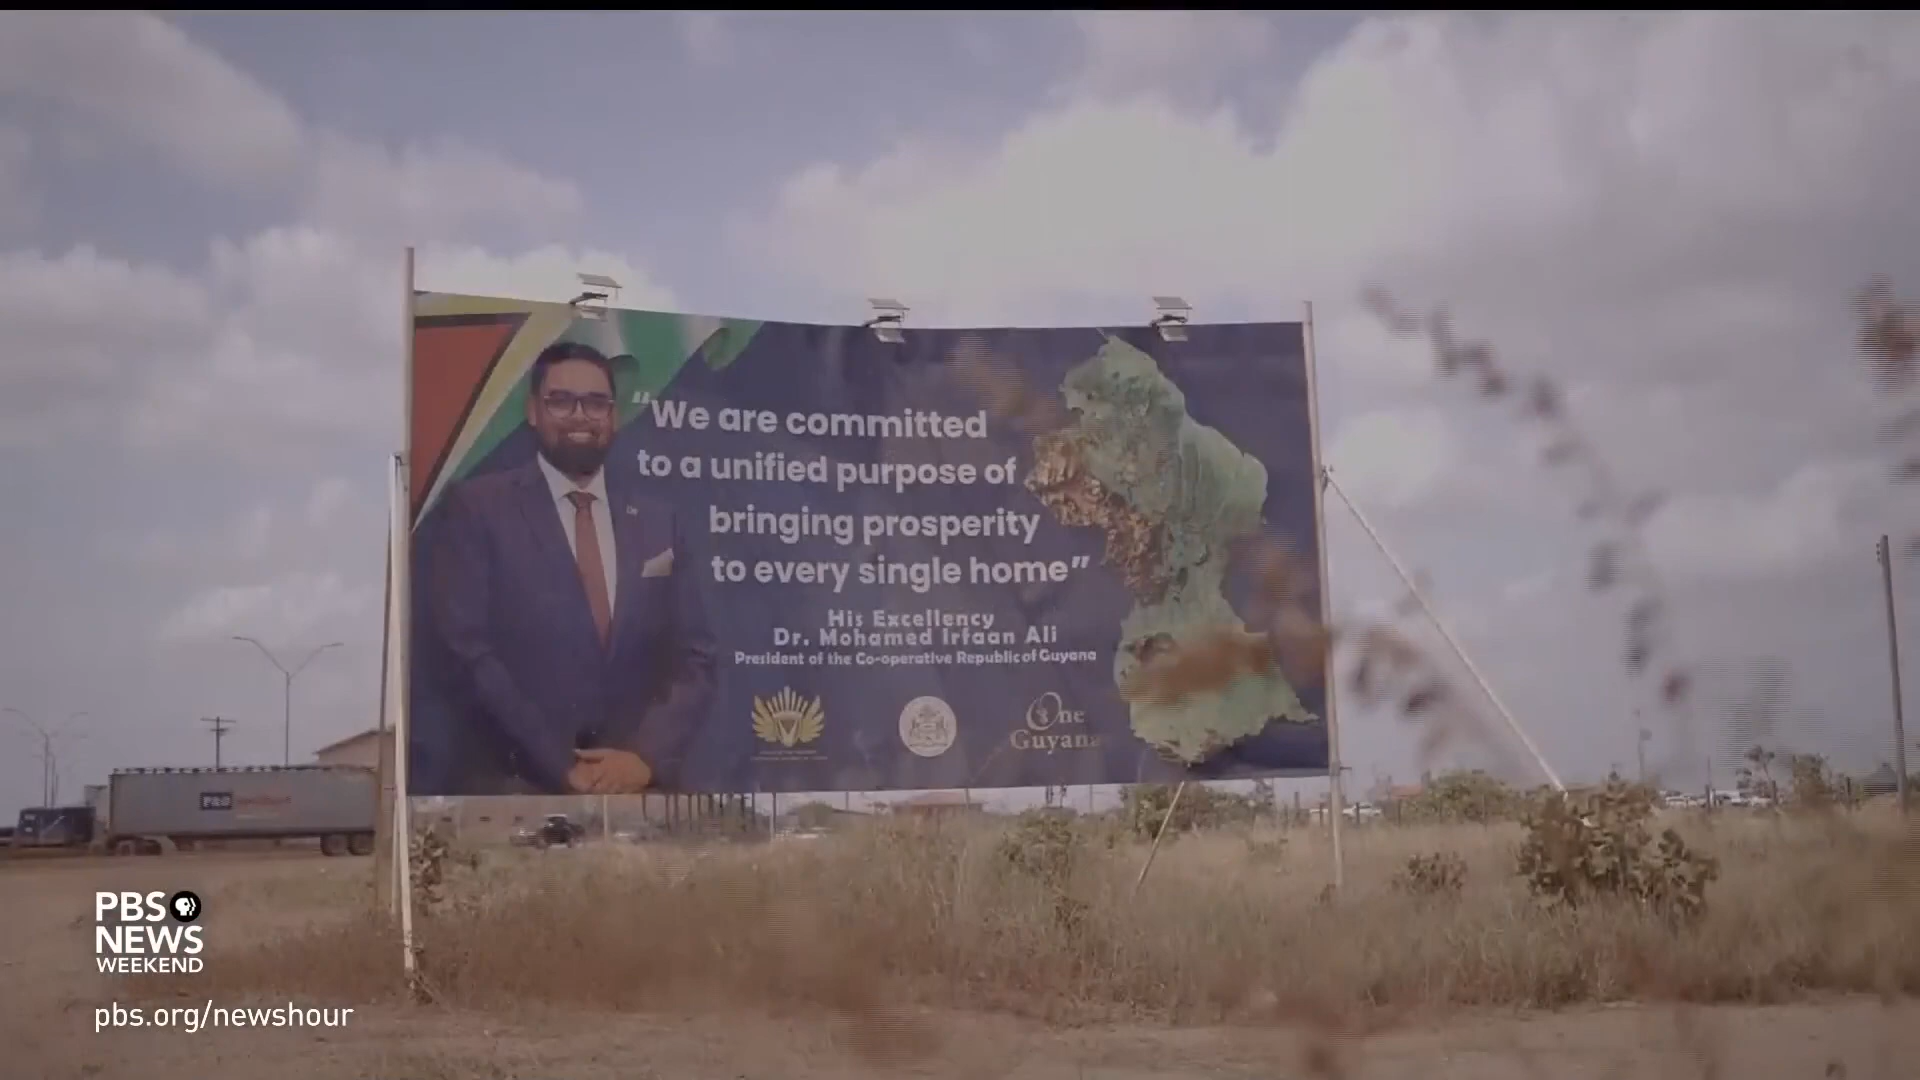 “We are committed
to a unified purpose of
bringing prosperity
to every single home”
His Excellency
Dr. Mohamed Irfaan Ali
President of the Co-operative Republic of Guyana
One
Guyana
PBS
NEWS
WEEKEND
pbs.org/newshour